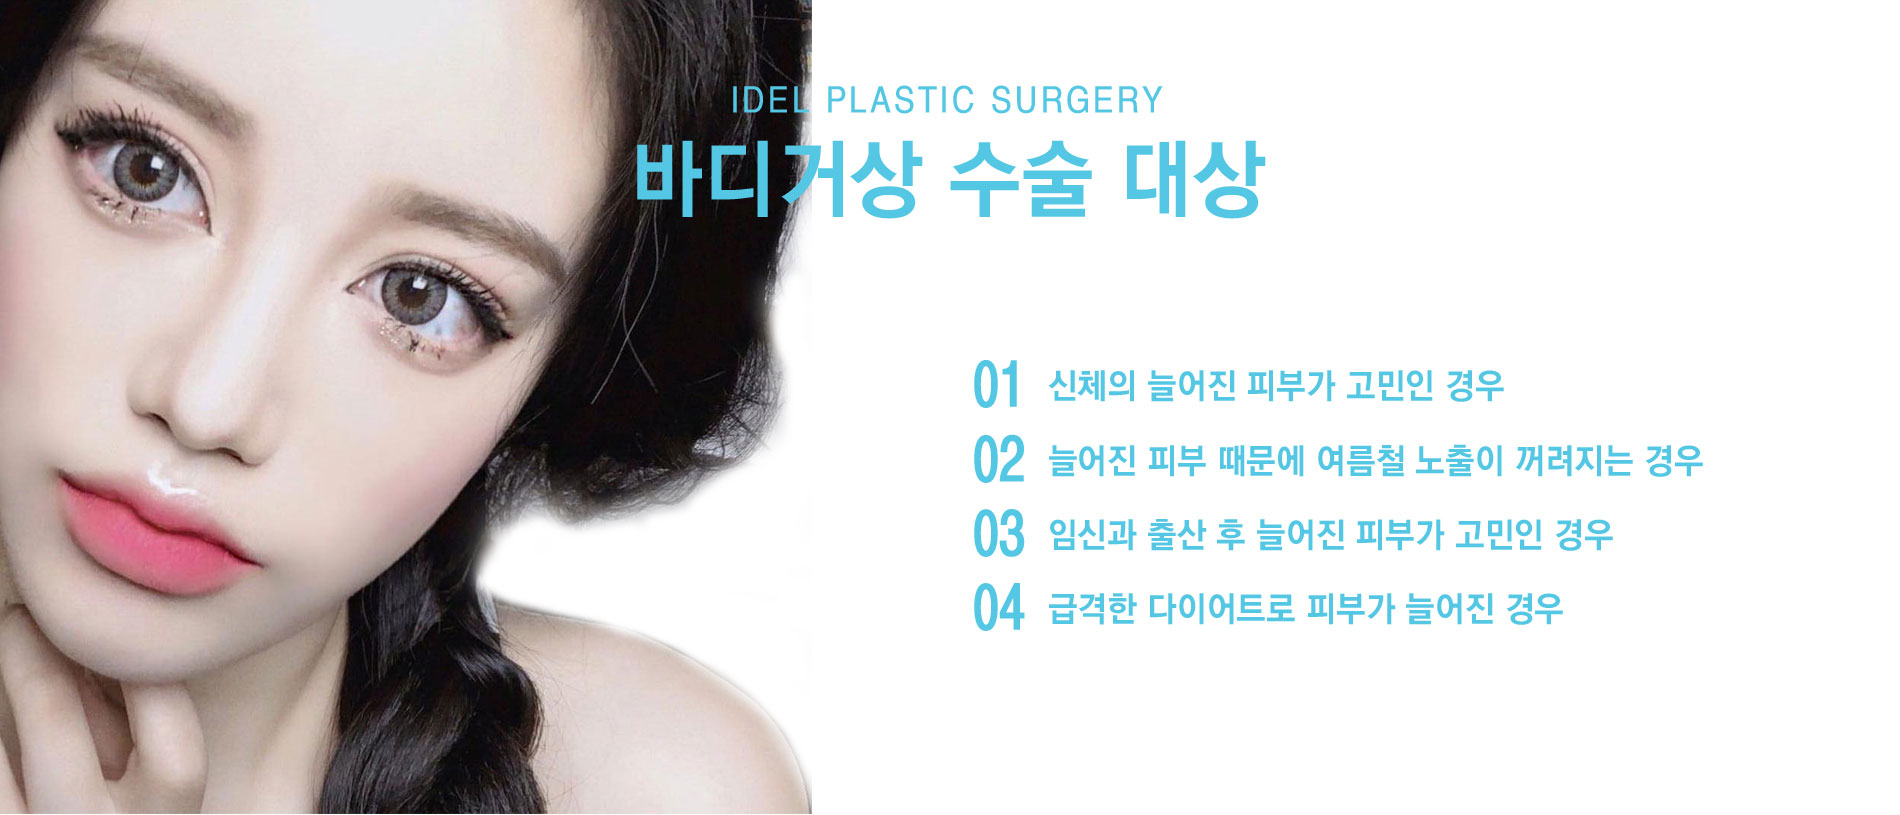 IDEL PLASTIC SURGERY
바디거상 수술 대상
01 신체의 늘어진 피부가 고민인 경우
02 늘어진 피부 때문에 여름철 노출이 꺼려지는 경우
03 임신과 출산 후 늘어진 피부가 고민인 경우
04 급격한 다이어트로 피부가 늘어진 경우